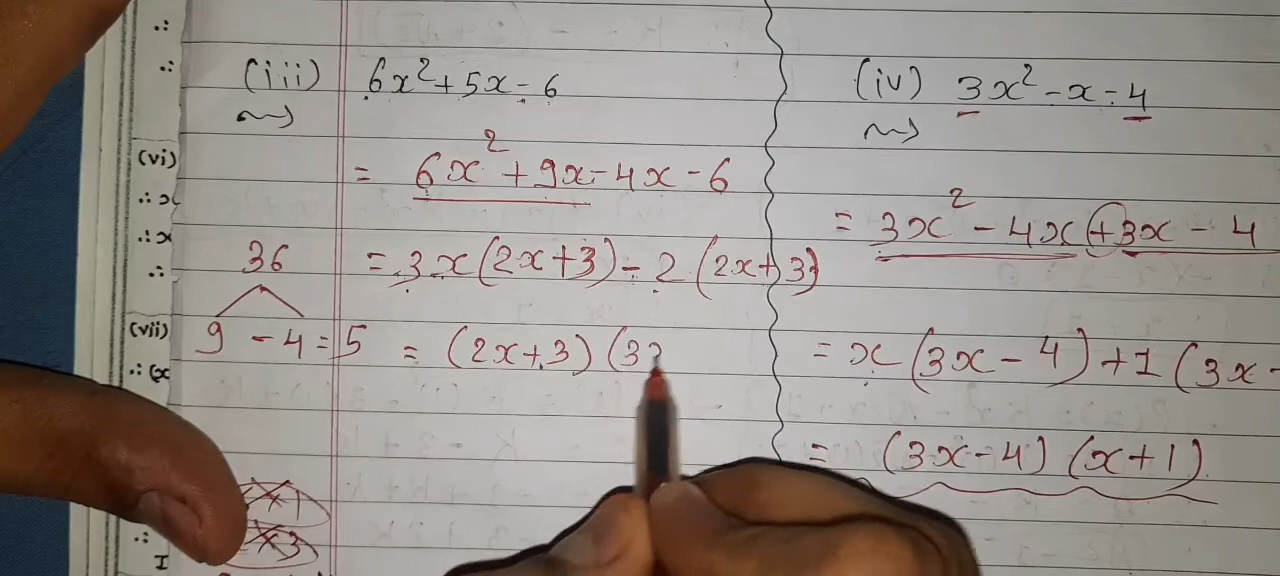 (iii) 6x²+5x-6
= 6x² + 9x - 4x - 6
= 3x(2x+3) - 2(2x+3)
36
9 - 4 = 5
= (2x+3)(3x
(iv) 3x² - x - 4
= 3x² - 4x + 3x - 4
= x(3x-4)+1(3x-
= (3x-4)(x+1)
(vi)
∴ x
∴ x
∴
(vii)
∴ (x